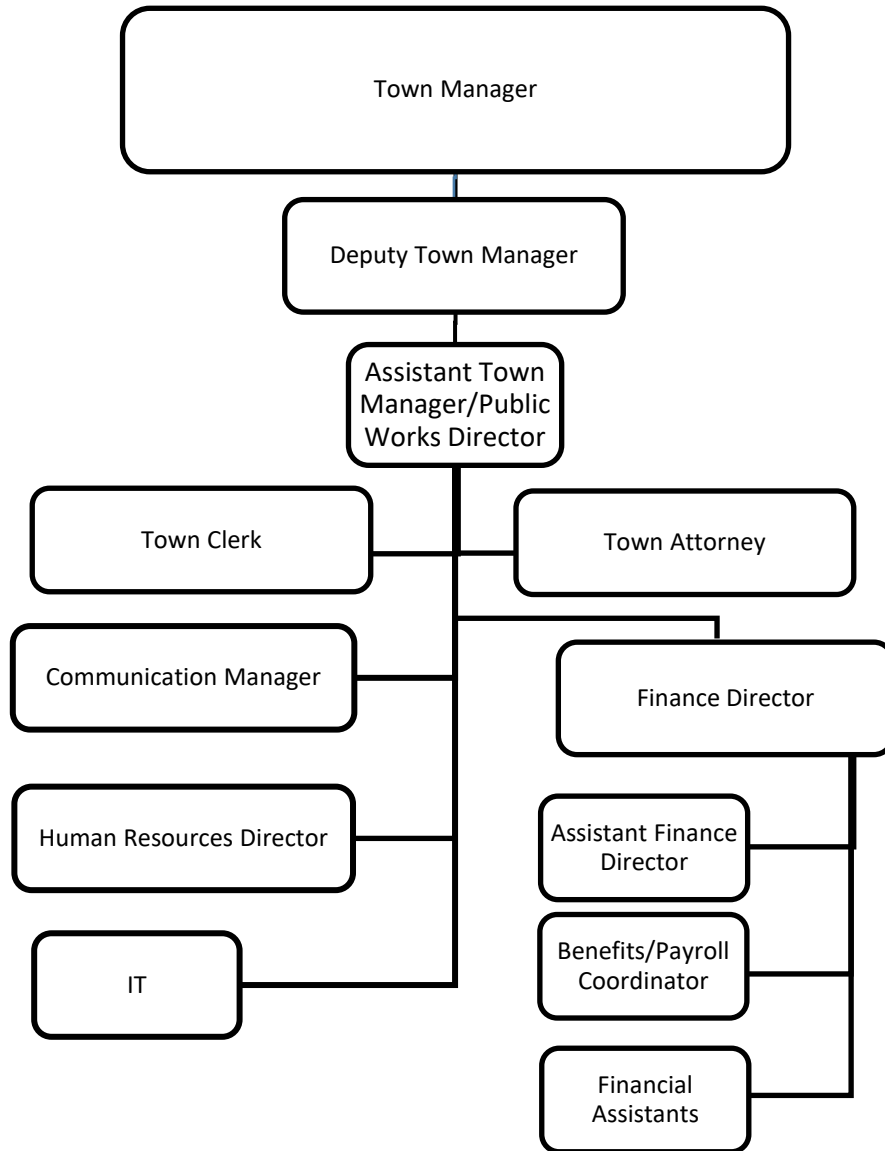 Town Manager
Deputy Town Manager
Assistant Town
Manager/Public
Works Director
Town Clerk
Town Attorney
Communication Manager
Finance Director
Human Resources Director
Assistant Finance
Director
Benefits/Payroll
Coordinator
IT
Financial
Assistants